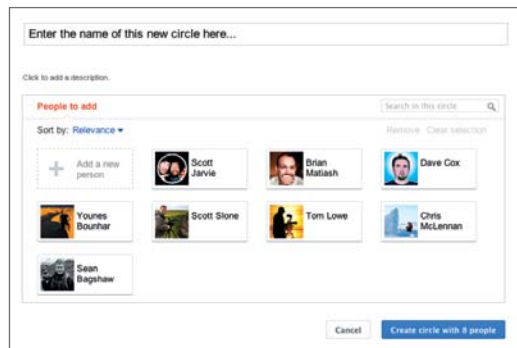 Enter the name of this new circle here...
Click to add a description.
People to add
Search in this circle
Sort by: Relevance
Remove Clear selection
Add a new
person
Scott
Jarvie
Brian
Matiash
Dave Cox
Younes
Bounhar
Scott Slone
Tom Lowe
Chris
McLennan
Sean
Bagshaw
Cancel
Create circle with 8 people